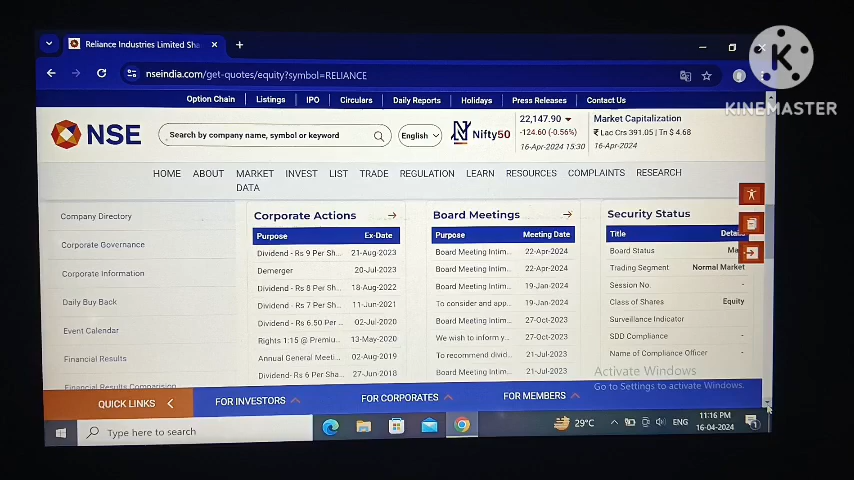 Reliance Industries Limited Sha
nseindia.com/get-quotes/equity?symbol=RELIANCE
KINEMASTER
Option Chain Listings IPO Circulars Daily Reports Holidays Press Releases Contact Us
NSE
Search by company name, symbol or keyword
English
Nifty50
22,147.90
-124.60 (-0.56%)
16-Apr-2024 15:30
Market Capitalization
₹ Lac Crs 391.05 | Tn $ 4.68
16-Apr-2024
HOME ABOUT MARKET DATA INVEST LIST TRADE REGULATION LEARN RESOURCES COMPLAINTS RESEARCH
Company Directory
Corporate Governance
Corporate Information
Daily Buy Back
Event Calendar
Financial Results
Financial Results Comparision
Corporate Actions
Purpose Ex-Date
Dividend - Rs 9 Per Sh... 21-Aug-2023
Demerger 20-Jul-2023
Dividend - Rs 8 Per Sh... 18-Aug-2022
Dividend - Rs 7 Per Sh... 11-Jun-2021
Dividend - Rs 6.50 Per ... 02-Jul-2020
Rights 1:15 @ Premiu... 13-May-2020
Annual General Meeti... 02-Aug-2019
Dividend - Rs 6 Per Sha... 27-Jun-2018
Board Meetings
Purpose Meeting Date
Board Meeting Intim... 22-Apr-2024
Board Meeting Intim... 22-Apr-2024
Board Meeting Intim... 19-Jan-2024
To consider and app... 19-Jan-2024
Board Meeting Intim... 27-Oct-2023
We wish to inform y... 27-Oct-2023
To recommend divid... 21-Jul-2023
Board Meeting Intim... 21-Jul-2023
Security Status
Title Details
Board Status Ma
Trading Segment Normal Market
Session No. -
Class of Shares Equity
Surveillance Indicator
SDD Compliance -
Name of Compliance Officer -
Activate Windows
Go to Settings to activate Windows.
QUICK LINKS
FOR INVESTORS FOR CORPORATES FOR MEMBERS
Type here to search
29°C
ENG
11:16 PM
16-04-2024